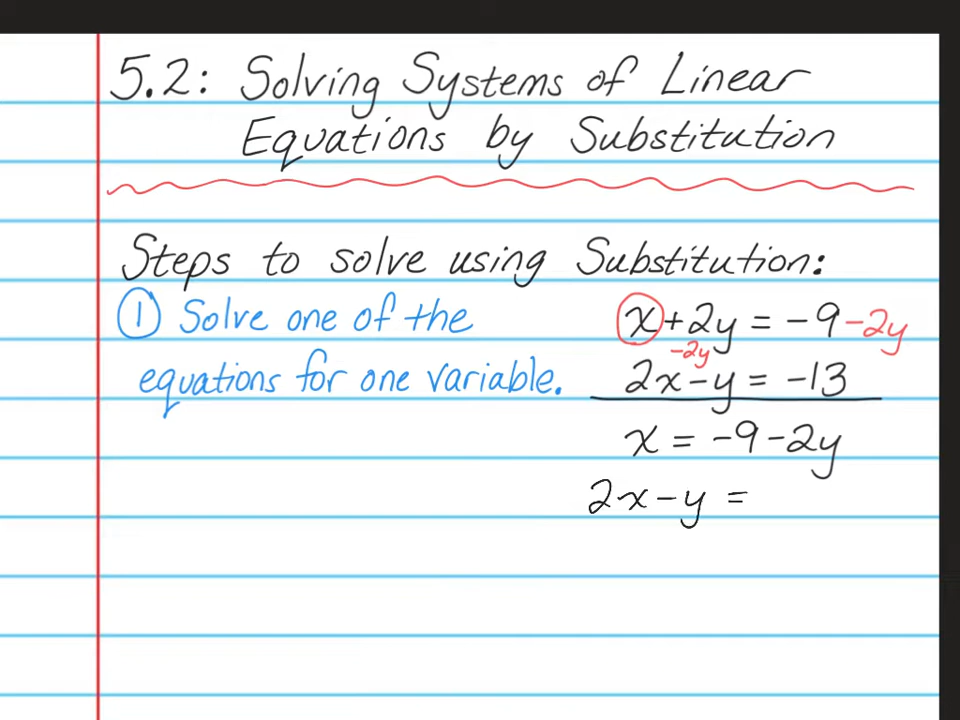 5.2: Solving Systems of Linear
Equations by Substitution
Steps to solve using Substitution:
① Solve one of the
equations for one variable.
x+2y = -9 -2y
-2y
2x-y = -13
x = -9-2y
2x-y =